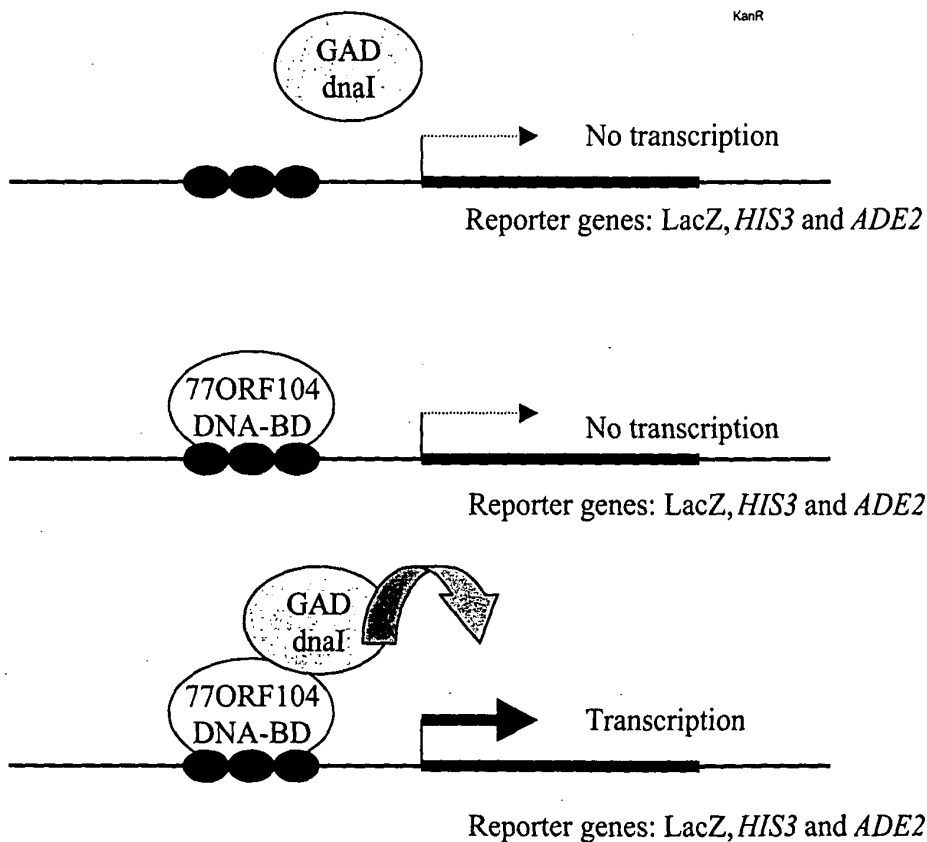 KanR
GAD
dnaI
No transcription
Reporter genes: LacZ, HIS3 and ADE2
77ORF104
DNA-BD
No transcription
Reporter genes: LacZ, HIS3 and ADE2
GAD
dnaI
77ORF104
DNA-BD
Transcription
Reporter genes: LacZ, HIS3 and ADE2